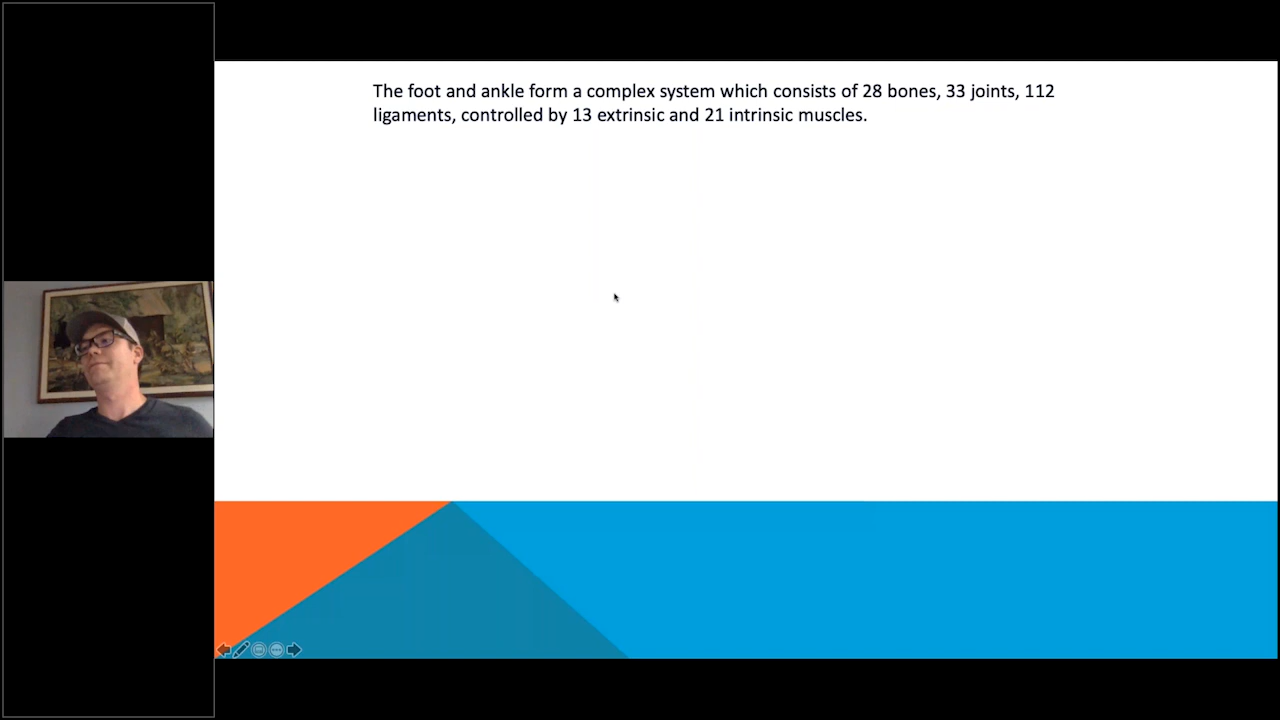 The foot and ankle form a complex system which consists of 28 bones, 33 joints, 112
ligaments, controlled by 13 extrinsic and 21 intrinsic muscles.